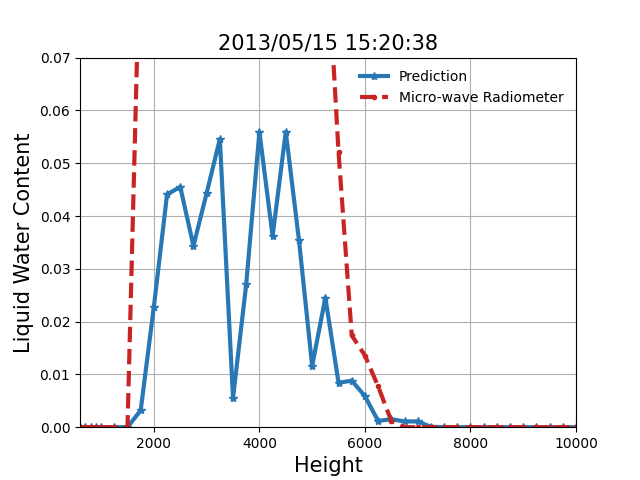 2013/05/15 15:20:38
0.07
0.06
0.05
0.04
0.03
0.02
0.01
0.00
Liquid Water Content
Prediction
Micro-wave Radiometer
2000 4000 6000 8000 10000
Height